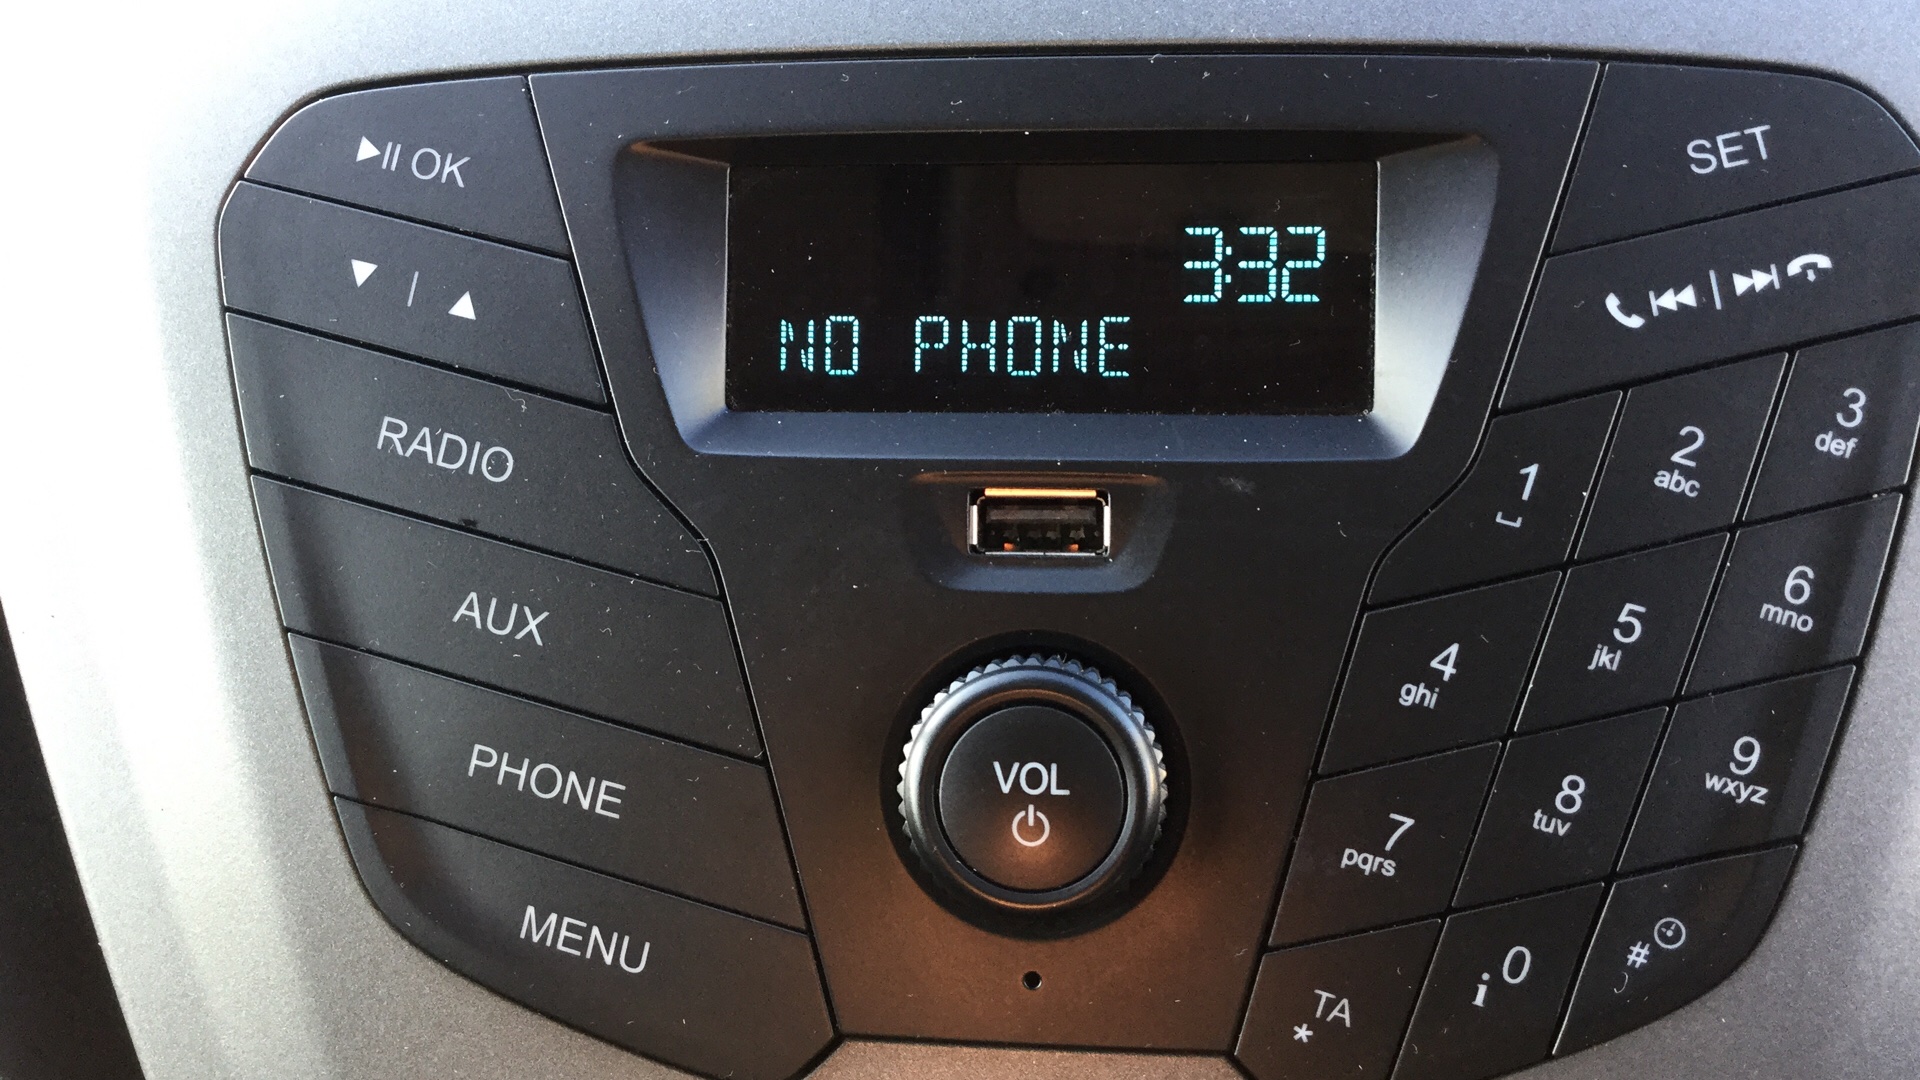 OK
SET
3:32
NO PHONE
RADIO
AUX
PHONE
MENU
VOL
1
2
abc
3
def
4
ghi
5
jkl
6
mno
7
pqrs
8
tuv
9
wxyz
TA
*
i 0
#